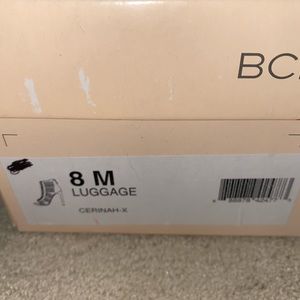 BC
8 M
LUGGAGE
CERINAH-X